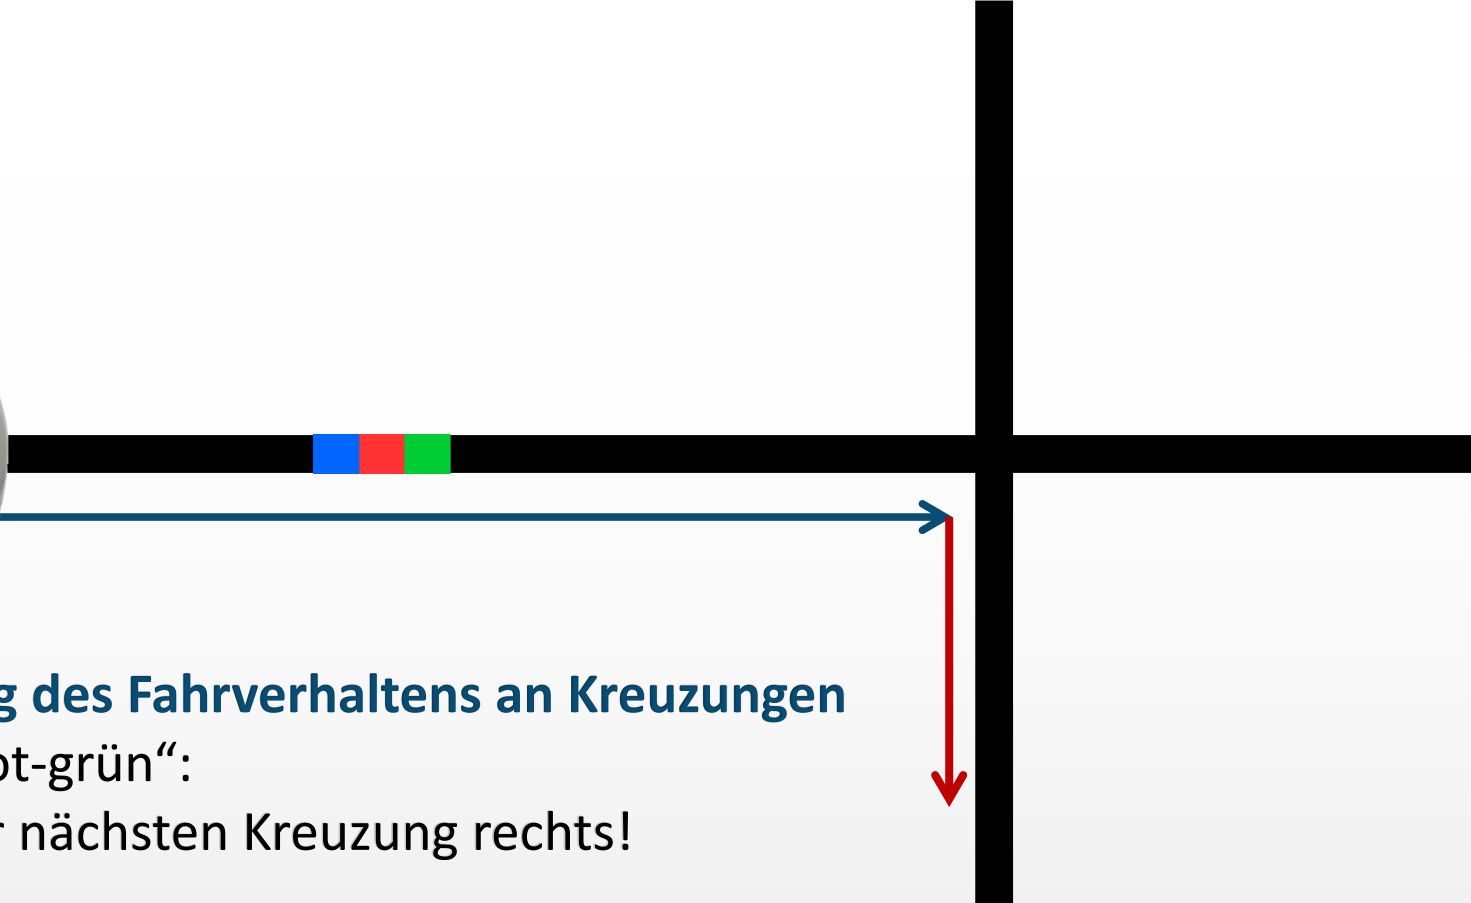 g des Fahrverhaltens an Kreuzungen
ot-grün“:
r nächsten Kreuzung rechts!